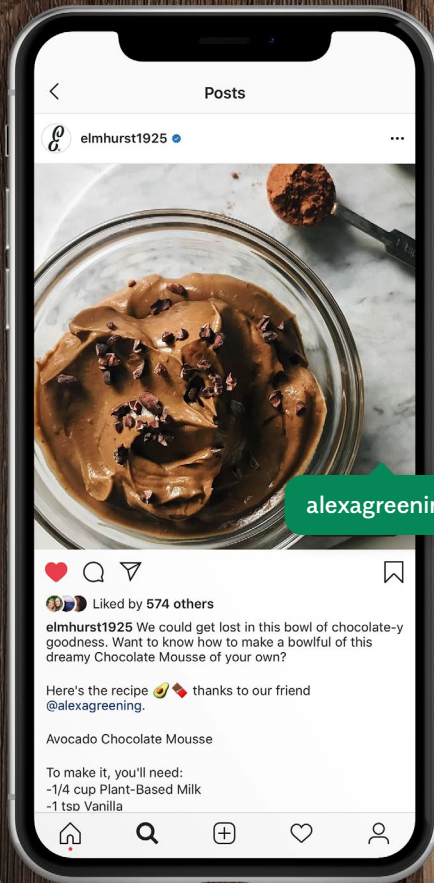 Posts
elmhurst1925
alexagreenin
Liked by 574 others
elmhurst1925 We could get lost in this bowl of chocolate-y
goodness. Want to know how to make a bowlful of this
dreamy Chocolate Mousse of your own?
Here's the recipe 🥑🍫 thanks to our friend
@alexagreening.
Avocado Chocolate Mousse
To make it, you'll need:
-1/4 cup Plant-Based Milk
-1 tsp Vanilla